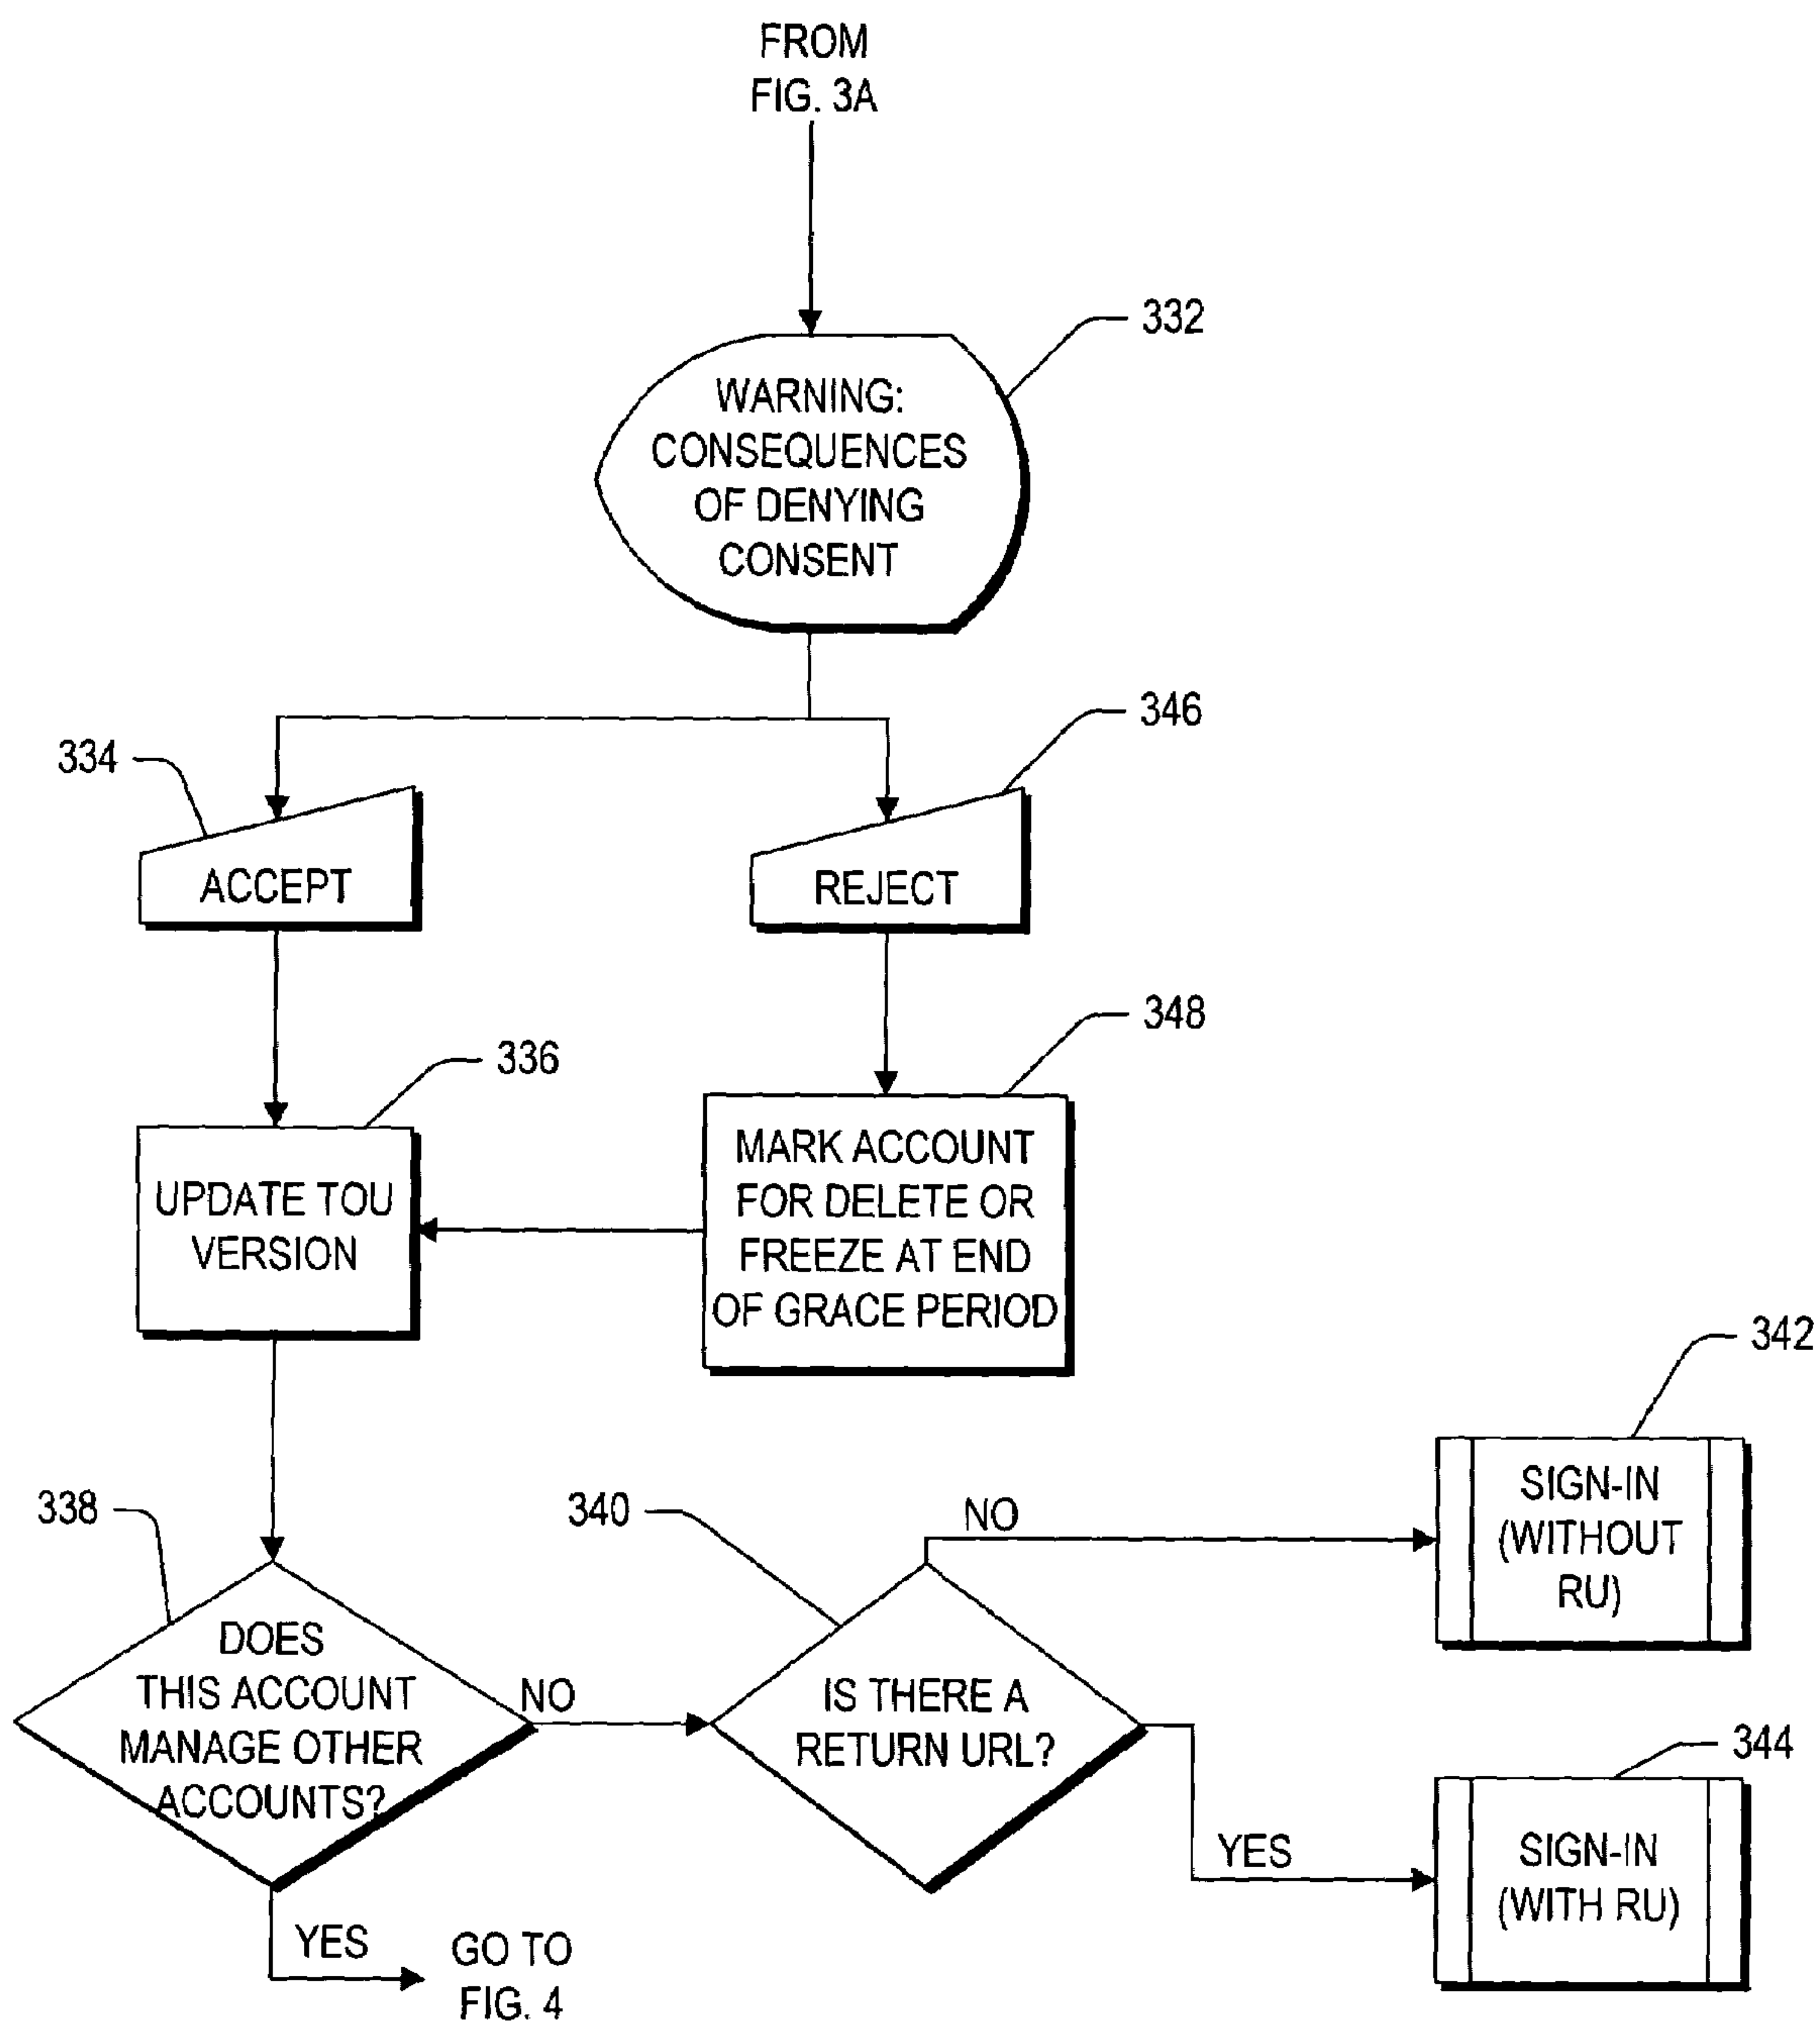 FROM
FIG. 3A
332
WARNING:
CONSEQUENCES
OF DENYING
CONSENT
346
334
ACCEPT
REJECT
348
336
MARK ACCOUNT
FOR DELETE OR
FREEZE AT END
OF GRACE PERIOD
UPDATE TOU
VERSION
342
SIGN-IN
(WITHOUT
RU)
338
340
NO
DOES
THIS ACCOUNT
MANAGE OTHER
ACCOUNTS?
NO
IS THERE A
RETURN URL?
344
YES
SIGN-IN
(WITH RU)
YES
GO TO
FIG. 4